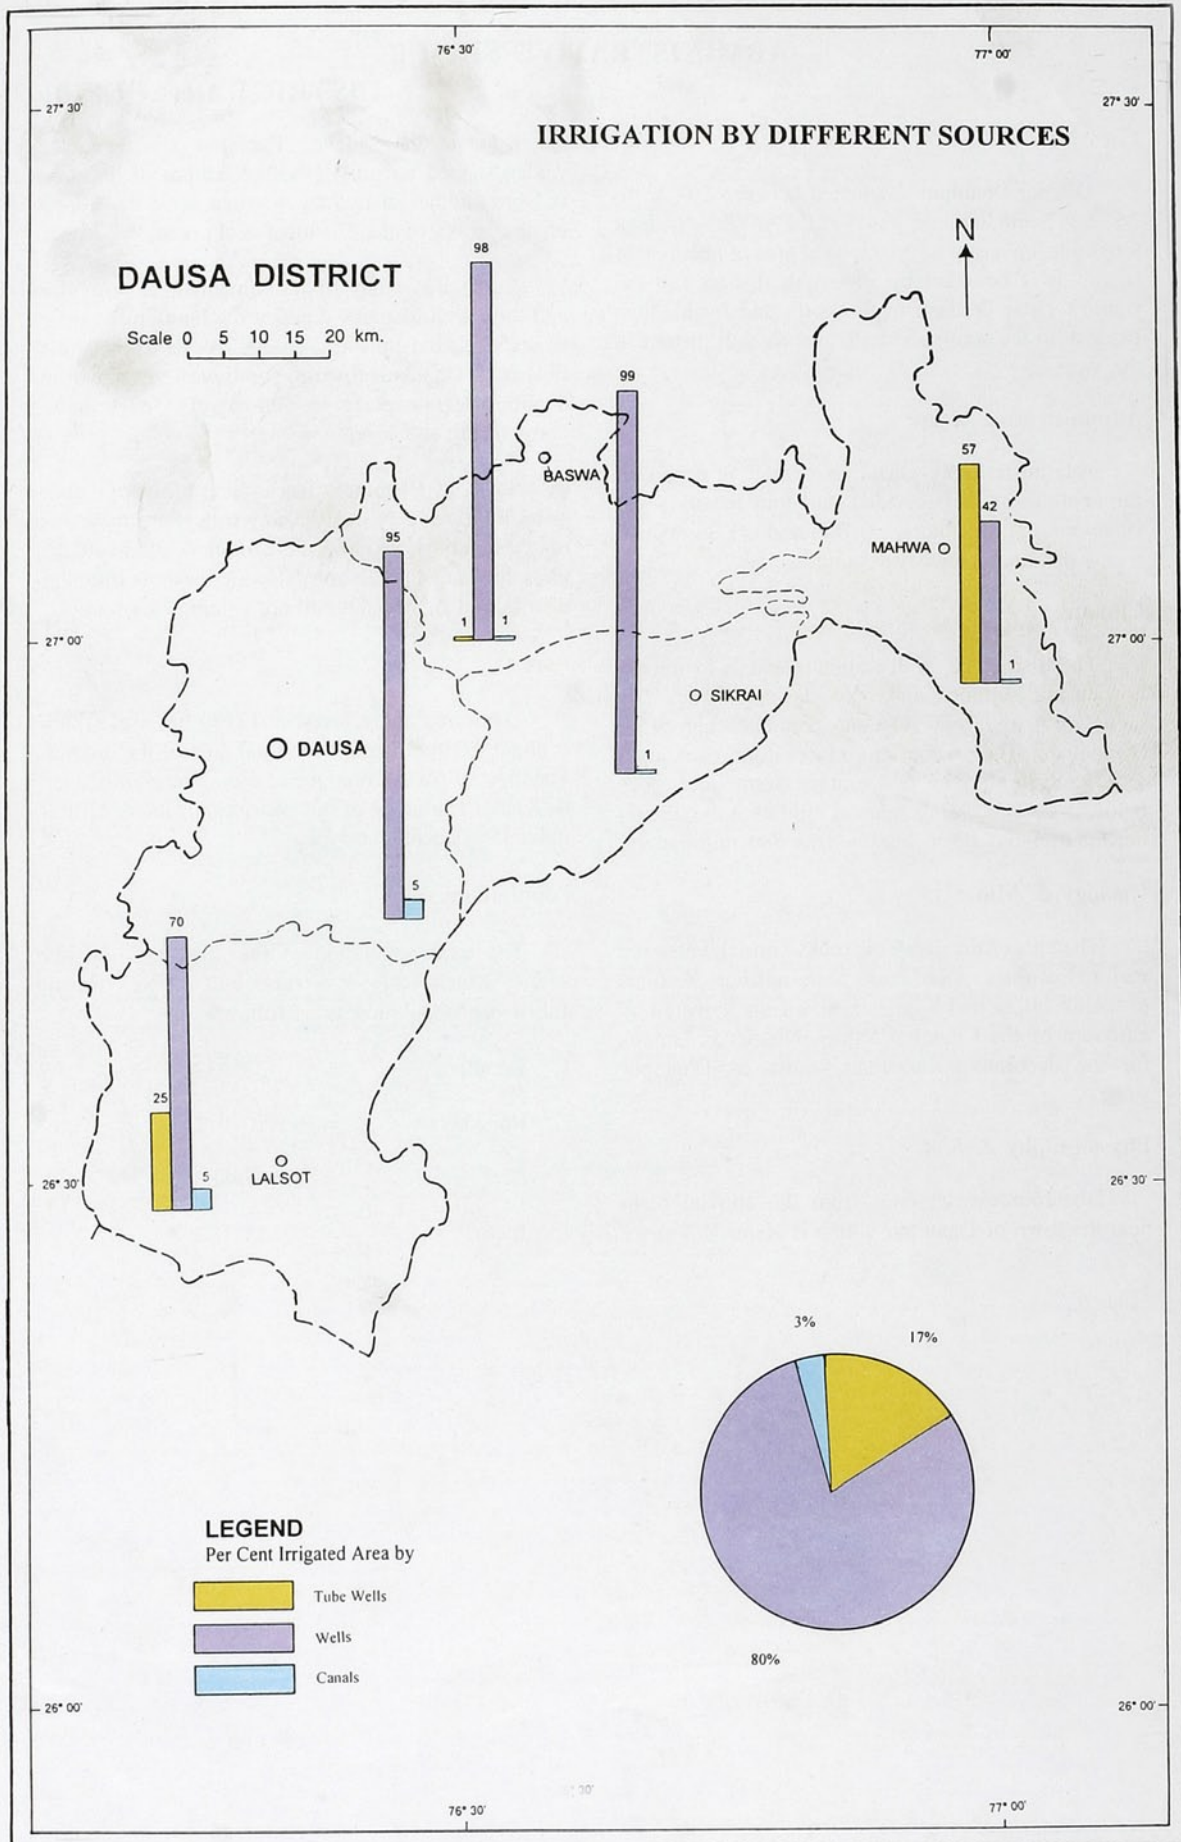 76° 30'
77° 00'
27° 30'
27° 30'
IRRIGATION BY DIFFERENT SOURCES
N
98
DAUSA DISTRICT
Scale 0 5 10 15 20 km.
99
BASWA
57
42
95
MAHWA
1
1
27° 00'
27° 00'
1
SIKRAI
DAUSA
1
5
70
25
5
LALSOT
26° 30'
26° 30'
3%
17%
LEGEND
Per Cent Irrigated Area by
Tube Wells
Wells
Canals
80%
26° 00'
26° 00'
76° 30'
77° 00'